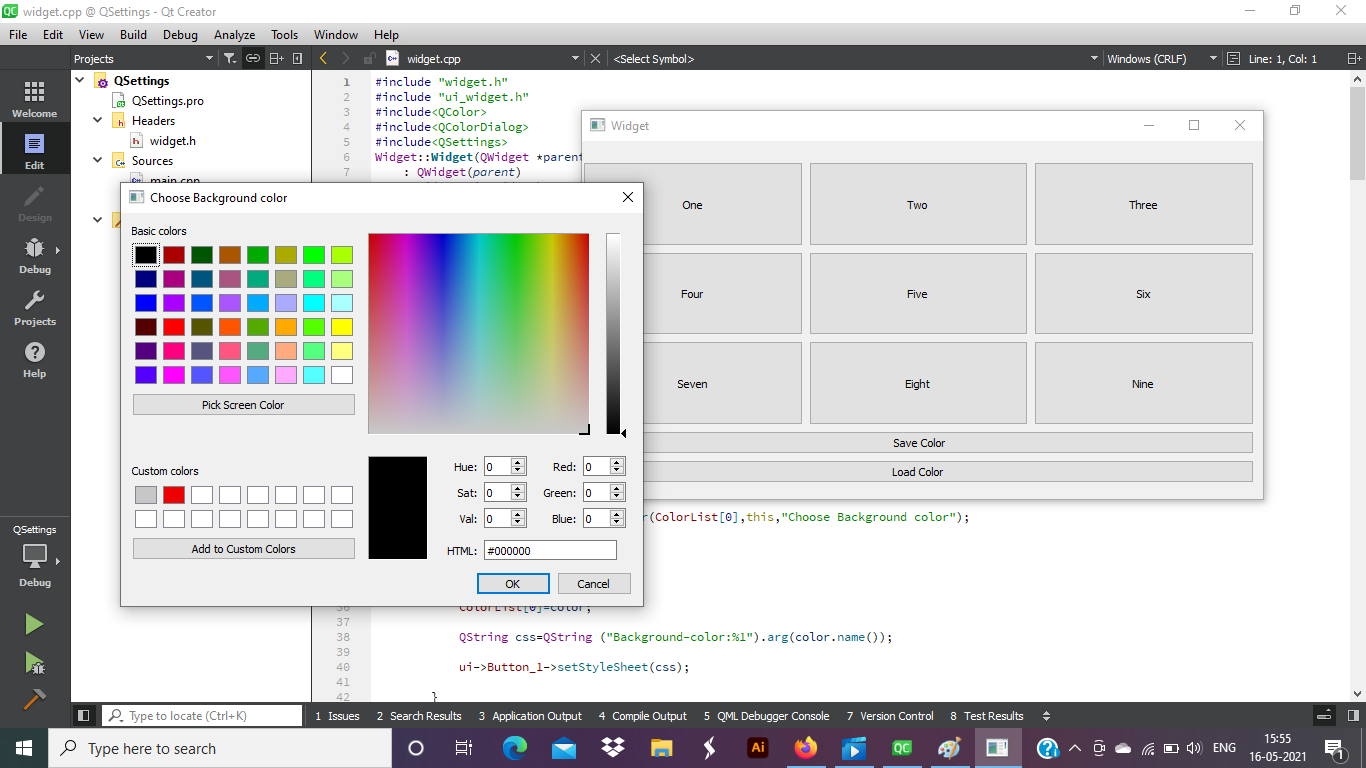 widget.cpp @ QSettings - Qt Creator
File Edit View Build Debug Analyze Tools Window Help
Projects
widget.cpp
<Select Symbol>
Windows (CRLF)
Line: 1, Col: 1
Welcome
Edit
Design
Debug
Projects
Help
QSettings
Debug
QSettings
QSettings.pro
Headers
widget.h
Sources
main.cpp
1 #include "widget.h"
2 #include "ui_widget.h"
3 #include<QColor>
4 #include<QColorDialog>
5 #include<QSettings>
6 Widget::Widget(QWidget *paren
7 : QWidget(parent)
Widget
One
Two
Three
Four
Five
Six
Seven
Eight
Nine
Save Color
Load Color
Choose Background color
Basic colors
Pick Screen Color
Custom colors
Add to Custom Colors
Hue: 0
Red: 0
Sat: 0
Green: 0
Val: 0
Blue: 0
HTML: #000000
OK
Cancel
r(ColorList[0],this,"Choose Background color");
36 ColorList[0]=color;
37
38 QString css=QString ("Background-color:%1").arg(color.name());
39
40 ui->Button_1->setStyleSheet(css);
41
42 }
Type to locate (Ctrl+K)
1 Issues
2 Search Results
3 Application Output
4 Compile Output
5 QML Debugger Console
7 Version Control
8 Test Results
Type here to search
Ai
QC
ENG
15:55
16-05-2021
1